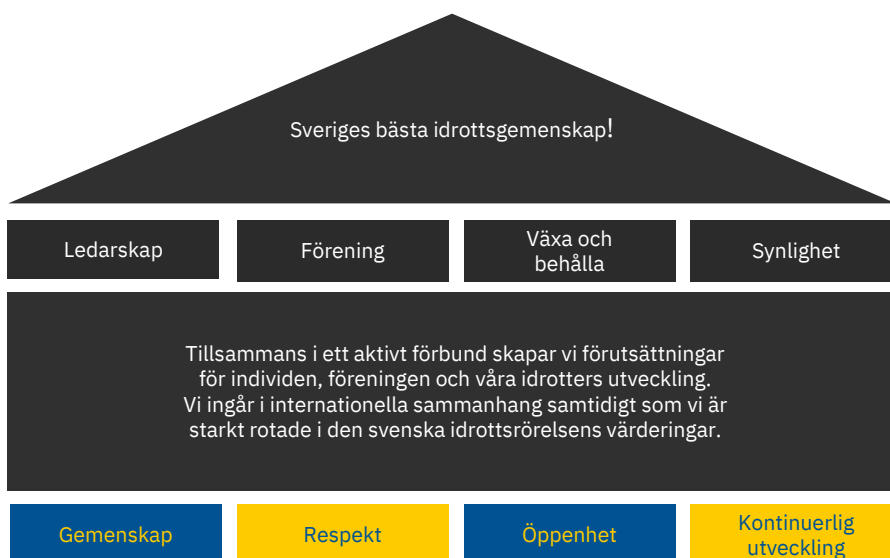 Sveriges bästa idrottsgemenskap!
Ledarskap
Förening
Växa och
behålla
Synlighet
Tillsammans i ett aktivt förbund skapar vi förutsättningar
för individen, föreningen och våra idrotters utveckling.
Vi ingår i internationella sammanhang samtidigt som vi är
starkt rotade i den svenska idrottsrörelsens värderingar.
Gemenskap
Respekt
Öppenhet
Kontinuerlig
utveckling